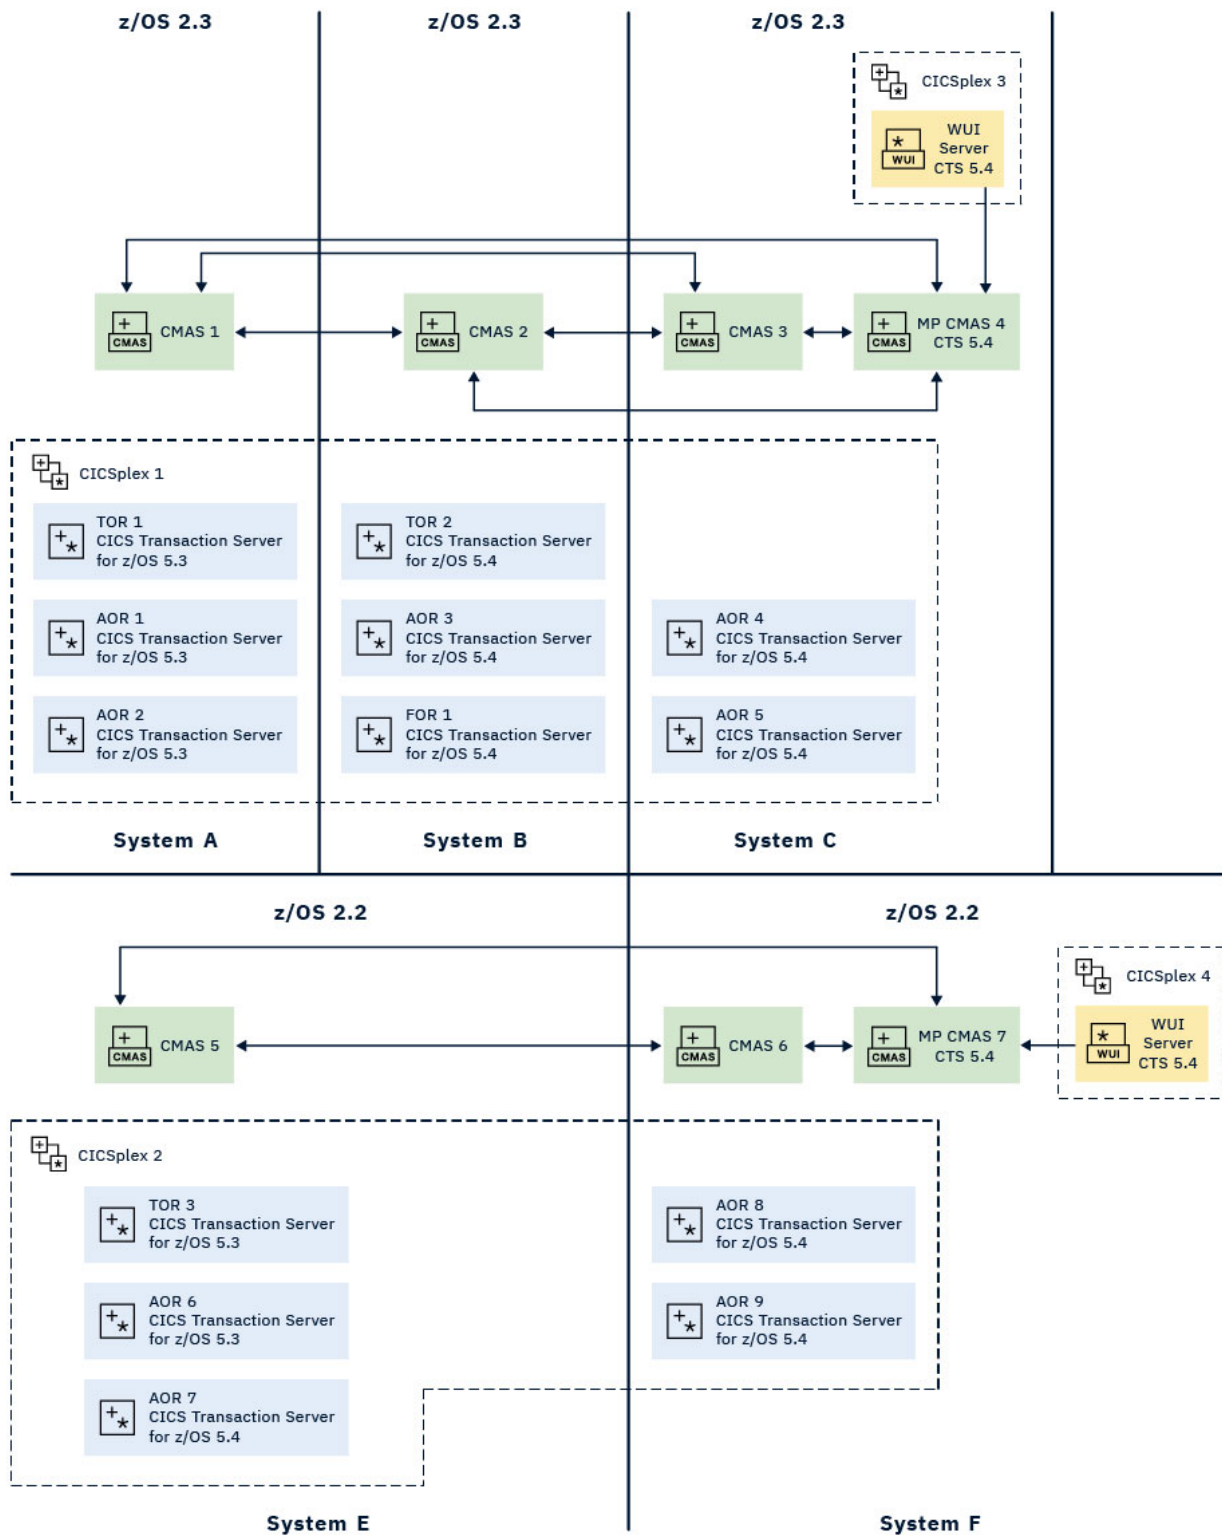 z/OS 2.3
z/OS 2.3
z/OS 2.3
CICSplex 3
WUI
WUI
Server
CTS 5.4
CMAS
CMAS 1
CMAS
CMAS 2
CMAS
CMAS 3
CMAS
MP CMAS 4
CTS 5.4
CICSplex 1
TOR 1
CICS Transaction Server
for z/OS 5.3
TOR 2
CICS Transaction Server
for z/OS 5.4
AOR 1
CICS Transaction Server
for z/OS 5.3
AOR 3
CICS Transaction Server
for z/OS 5.4
AOR 4
CICS Transaction Server
for z/OS 5.4
AOR 2
CICS Transaction Server
for z/OS 5.3
FOR 1
CICS Transaction Server
for z/OS 5.4
AOR 5
CICS Transaction Server
for z/OS 5.4
System A
System B
System C
z/OS 2.2
z/OS 2.2
CICSplex 4
CMAS
CMAS 5
CMAS
CMAS 6
CMAS
MP CMAS 7
CTS 5.4
WUI
WUI
Server
CTS 5.4
CICSplex 2
TOR 3
CICS Transaction Server
for z/OS 5.3
AOR 8
CICS Transaction Server
for z/OS 5.4
AOR 6
CICS Transaction Server
for z/OS 5.3
AOR 9
CICS Transaction Server
for z/OS 5.4
AOR 7
CICS Transaction Server
for z/OS 5.4
System E
System F